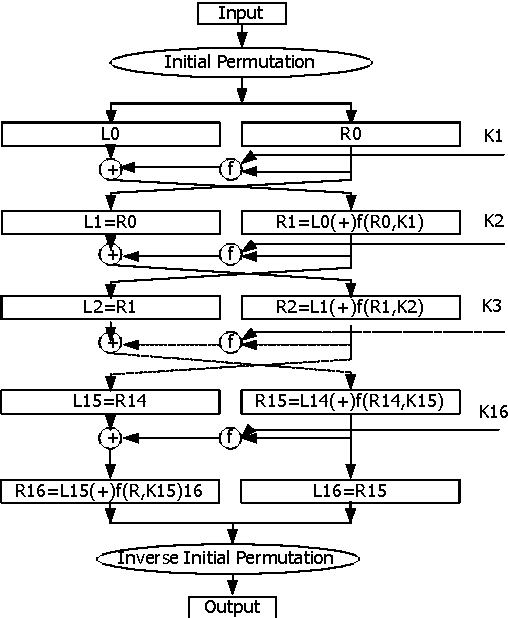 Input
Initial Permutation
L0
R0
K1
+
f
L1=R0
R1=L0(+)f(R0,K1)
K2
+
f
L2=R1
R2=L1(+)f(R1,K2)
K3
+
f
L15=R14
R15=L14(+)f(R14,K15)
K16
+
f
R16=L15(+)f(R,K15)16
L16=R15
Inverse Initial Permutation
Output